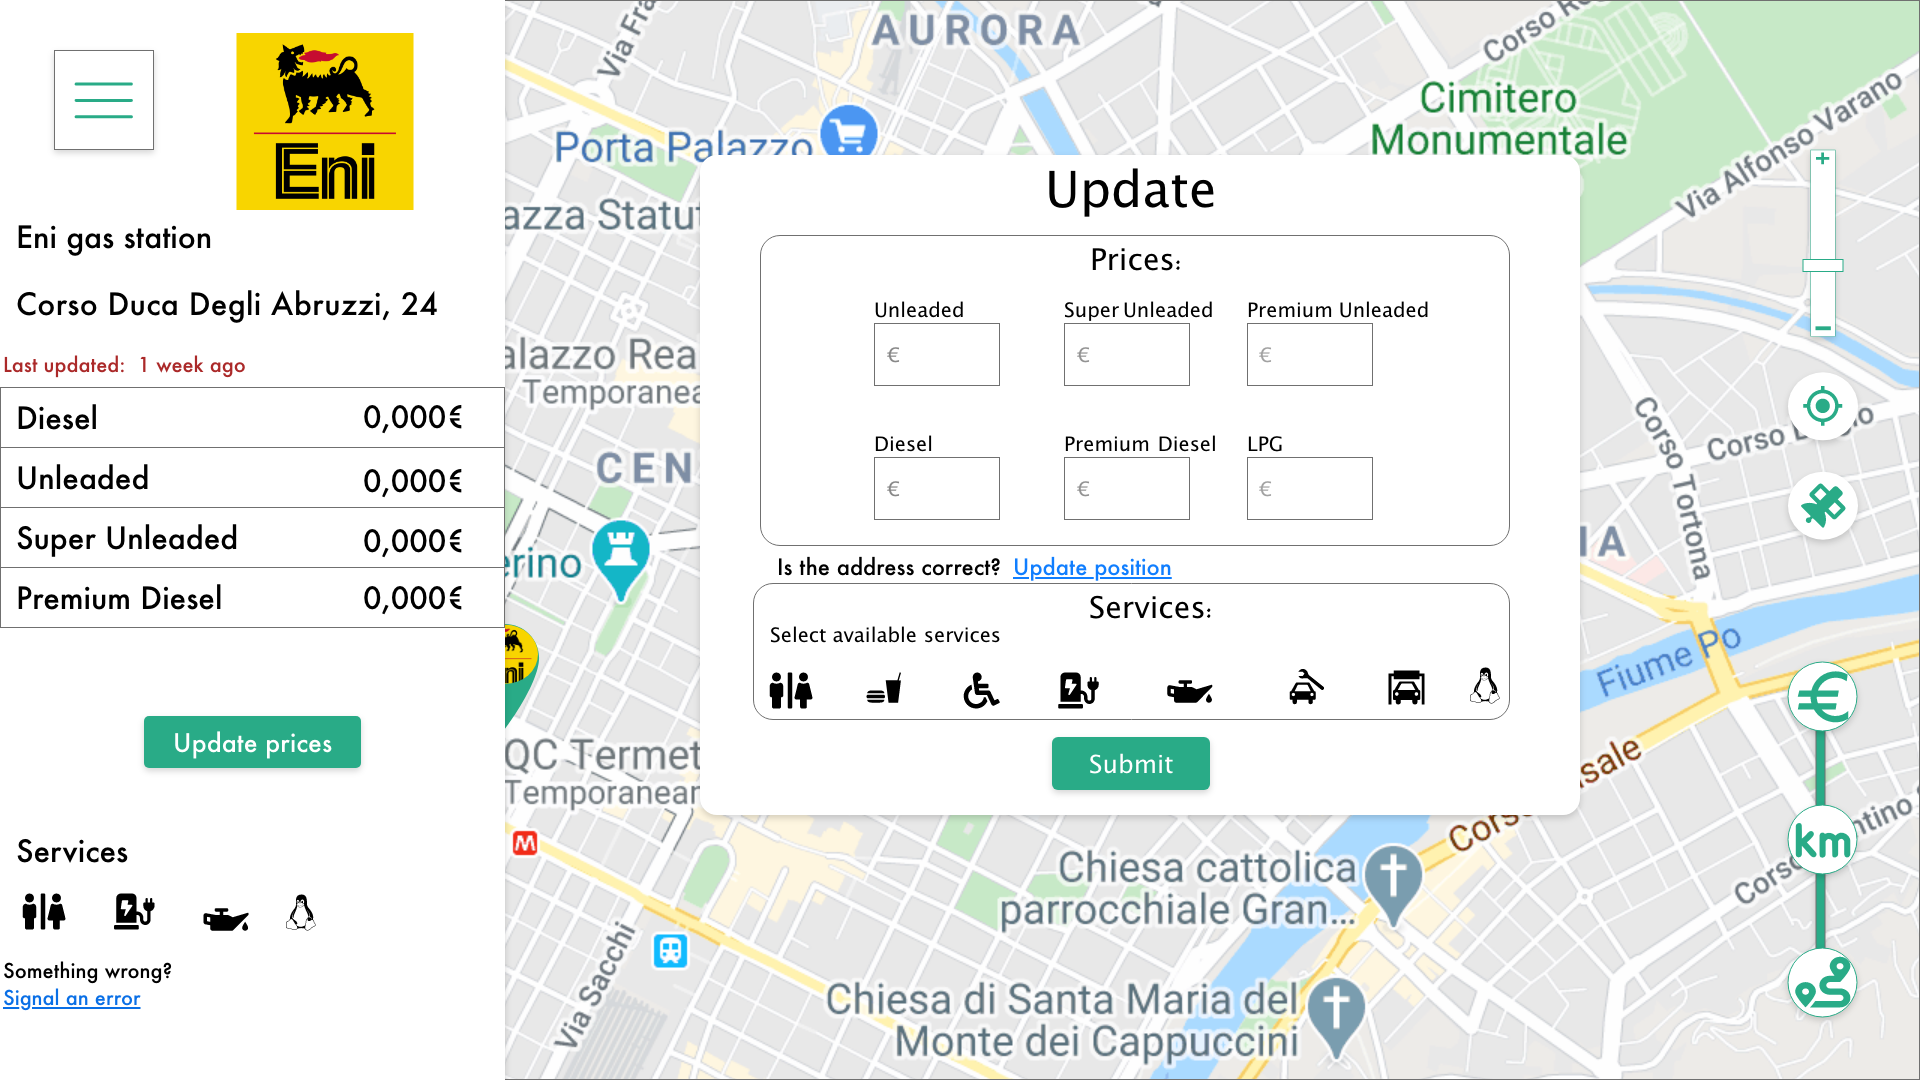 Eni
Eni gas station
Corso Duca Degli Abruzzi, 24
Last updated: 1 week ago
Diesel 0,000€
Unleaded 0,000€
Super Unleaded 0,000€
Premium Diesel 0,000€
Update prices
Services
Something wrong?
Signal an error
AURORA
Corso
Cimitero
Monumentale
Via Alfonso Varano
Porta Palazzo
azza Statut
alazzo Rea
Temporanea
CEN
erino
QC Termet
Temporanear
M
Via Sacchi
Update
Prices:
Unleaded Super Unleaded Premium Unleaded
€ € €
Diesel Premium Diesel LPG
€ € €
Is the address correct? Update position
Services:
Select available services
Submit
+
−
Corso
Corso Tortona
IA
Fiume Po
sale
Cors
€
km
ntino
Corso
Chiesa cattolica
parrocchiale Gran...
Chiesa di Santa Maria del
Monte dei Cappuccini